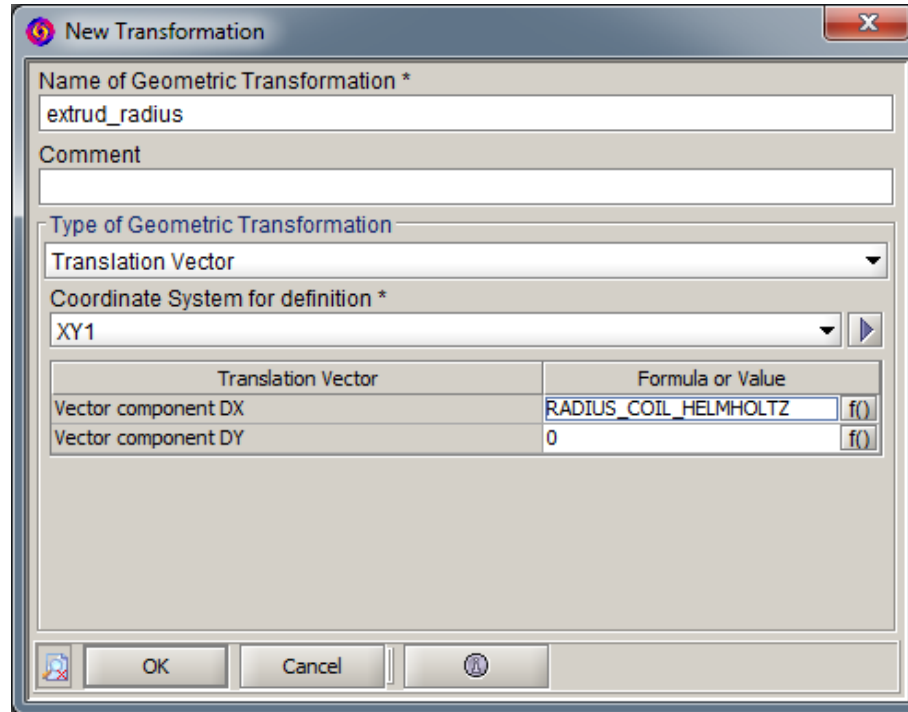 New Transformation
Name of Geometric Transformation *
extrud_radius
Comment
Type of Geometric Transformation
Translation Vector
Coordinate System for definition *
XY1
Translation Vector Formula or Value
Vector component DX RADIUS_COIL_HELMHOLTZ f()
Vector component DY 0 f()
OK Cancel